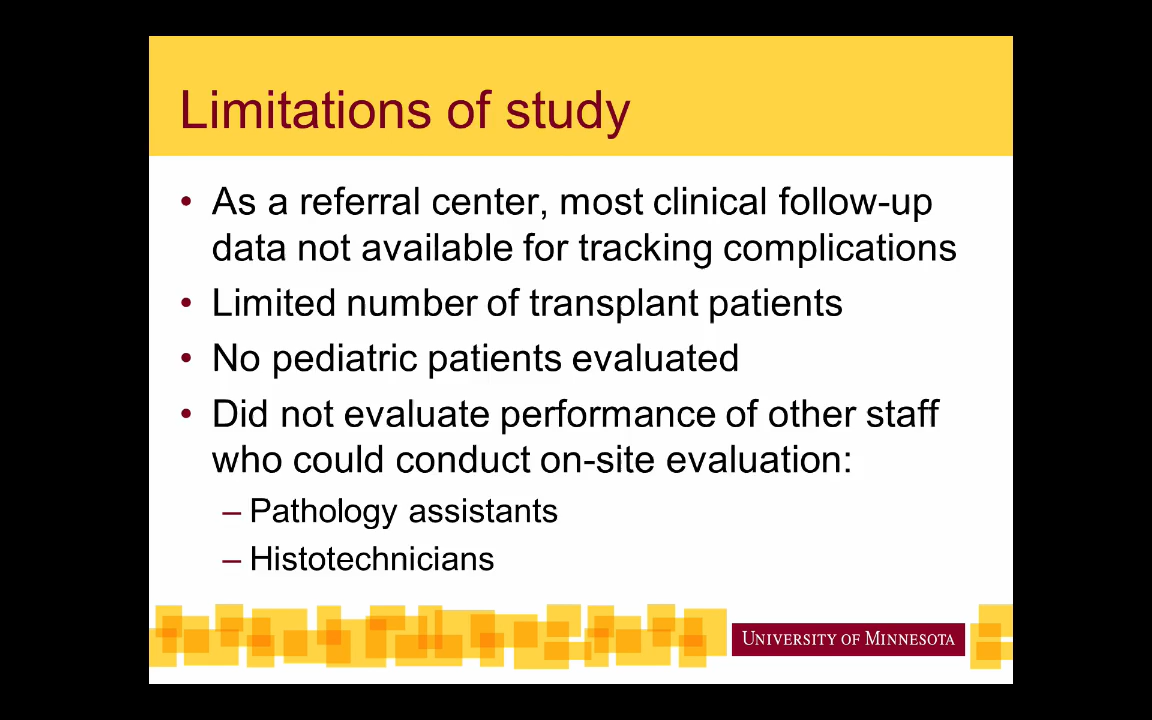 Limitations of study
• As a referral center, most clinical follow-up
data not available for tracking complications
• Limited number of transplant patients
• No pediatric patients evaluated
• Did not evaluate performance of other staff
who could conduct on-site evaluation:
– Pathology assistants
– Histotechnicians
UNIVERSITY OF MINNESOTA